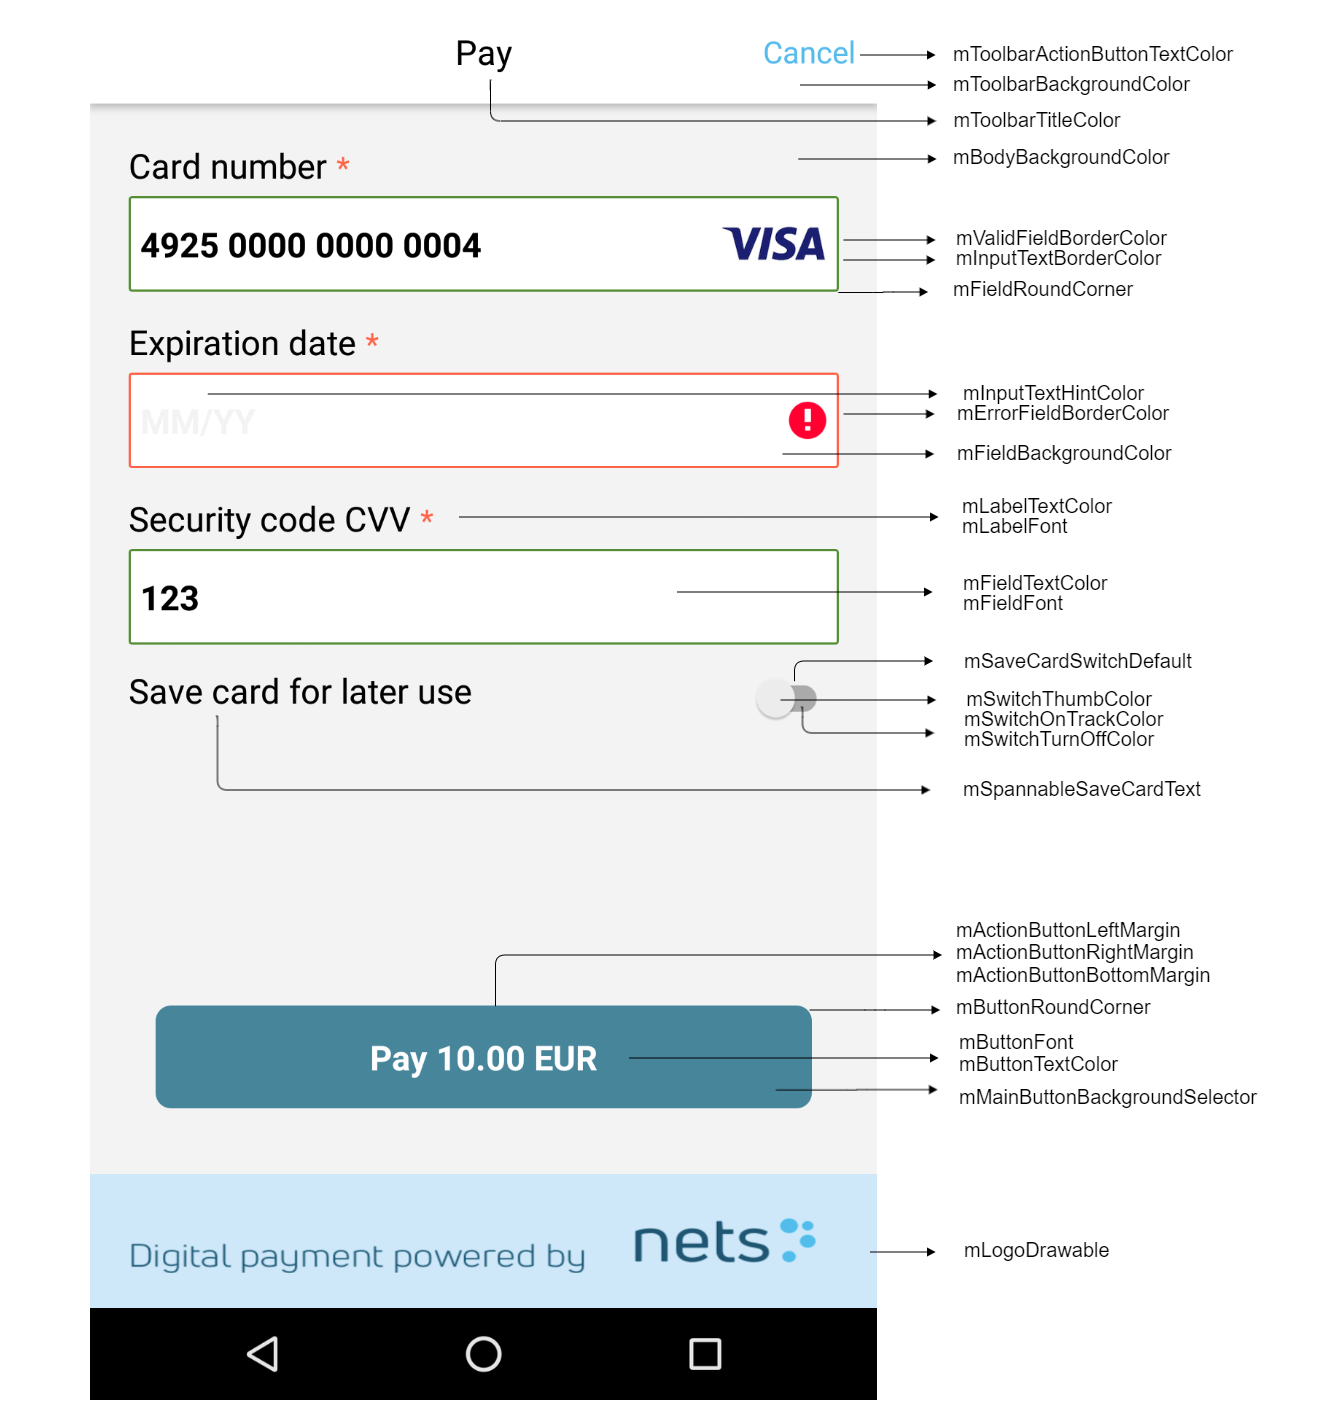 Pay
Cancel
mToolbarActionButtonTextColor
mToolbarBackgroundColor
mToolbarTitleColor
mBodyBackgroundColor
Card number *
4925 0000 0000 0004
VISA
mValidFieldBorderColor
mInputTextBorderColor
mFieldRoundCorner
Expiration date *
MM/YY
mInputTextHintColor
mErrorFieldBorderColor
mFieldBackgroundColor
Security code CVV *
mLabelTextColor
mLabelFont
123
mFieldTextColor
mFieldFont
Save card for later use
mSaveCardSwitchDefault
mSwitchThumbColor
mSwitchOnTrackColor
mSwitchTurnOffColor
mSpannableSaveCardText
mActionButtonLeftMargin
mActionButtonRightMargin
mActionButtonBottomMargin
mButtonRoundCorner
Pay 10.00 EUR
mButtonFont
mButtonTextColor
mMainButtonBackgroundSelector
Digital payment powered by
nets
mLogoDrawable